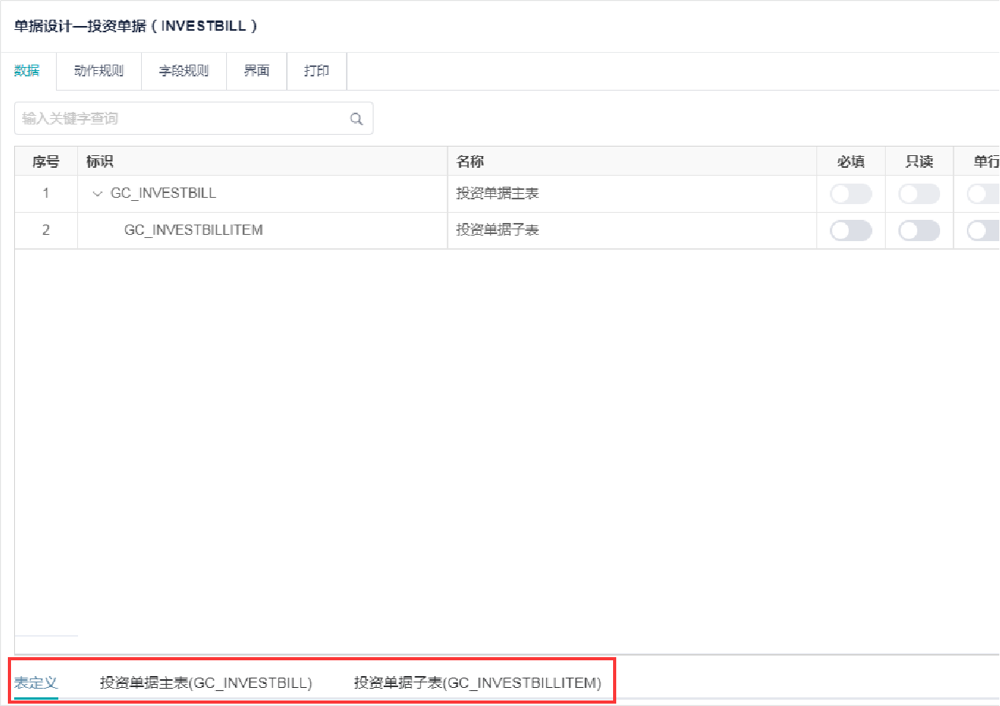 单据设计—投资单据（INVESTBILL）
数据 动作规则 字段规则 界面 打印
输入关键字查询
序号 标识 名称 必填 只读 单行
1 GC_INVESTBILL 投资单据主表
2 GC_INVESTBILLITEM 投资单据子表
表定义 投资单据主表(GC_INVESTBILL) 投资单据子表(GC_INVESTBILLITEM)